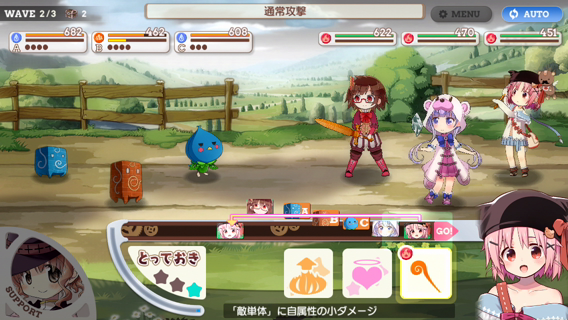 WAVE 2/3 2
通常攻撃
MENU
AUTO
682
462
608
622
470
451
A
B
C
A
C
GO!
とっておき
SUPPORT
「敵単体」に自属性の小ダメージ